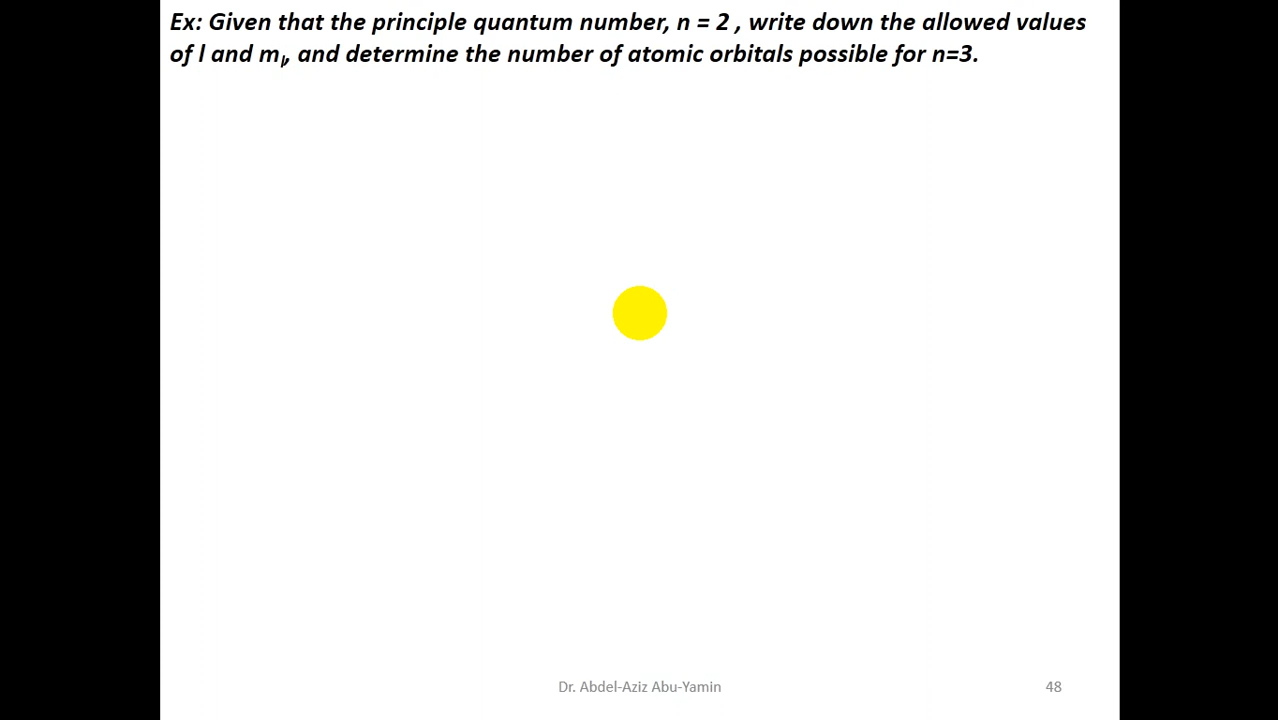 Ex: Given that the principle quantum number, n = 2 , write down the allowed values
of l and mₗ, and determine the number of atomic orbitals possible for n=3.
Dr. Abdel-Aziz Abu-Yamin
48